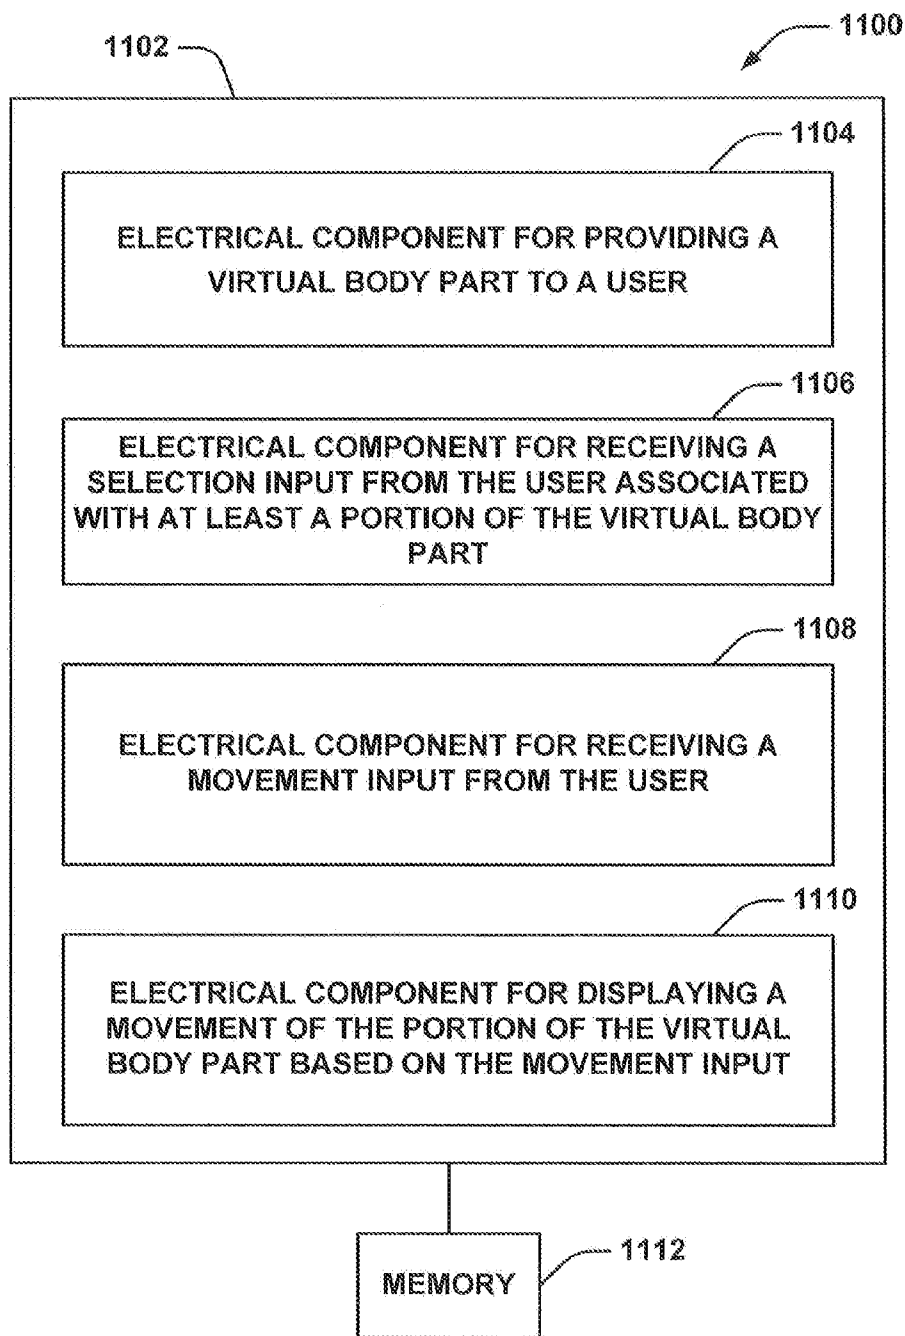 1100
1102
1104
ELECTRICAL COMPONENT FOR PROVIDING A
VIRTUAL BODY PART TO A USER
1106
ELECTRICAL COMPONENT FOR RECEIVING A
SELECTION INPUT FROM THE USER ASSOCIATED
WITH AT LEAST A PORTION OF THE VIRTUAL BODY
PART
1108
ELECTRICAL COMPONENT FOR RECEIVING A
MOVEMENT INPUT FROM THE USER
1110
ELECTRICAL COMPONENT FOR DISPLAYING A
MOVEMENT OF THE PORTION OF THE VIRTUAL
BODY PART BASED ON THE MOVEMENT INPUT
1112
MEMORY